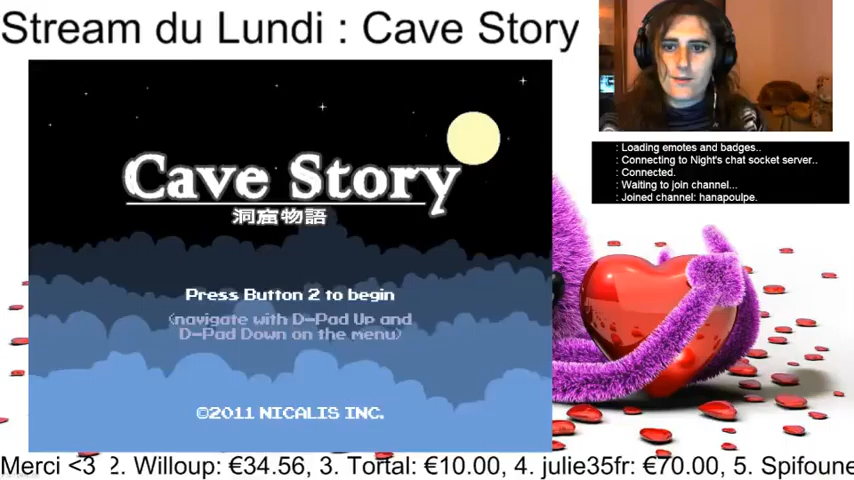 Stream du Lundi : Cave Story
Cave Story
洞窟物語
Press Button 2 to begin
(navigate with D-Pad Up and
D-Pad Down on the menu)
©2011 NICALIS INC.
: Loading emotes and badges..
: Connecting to Night's chat socket server..
: Connected.
: Waiting to join channel...
: Joined channel: hanapoulpe.
Merci <3 2. Willoup: €34.56, 3. Tortal: €10.00, 4. julie35fr: €70.00, 5. Spifoune